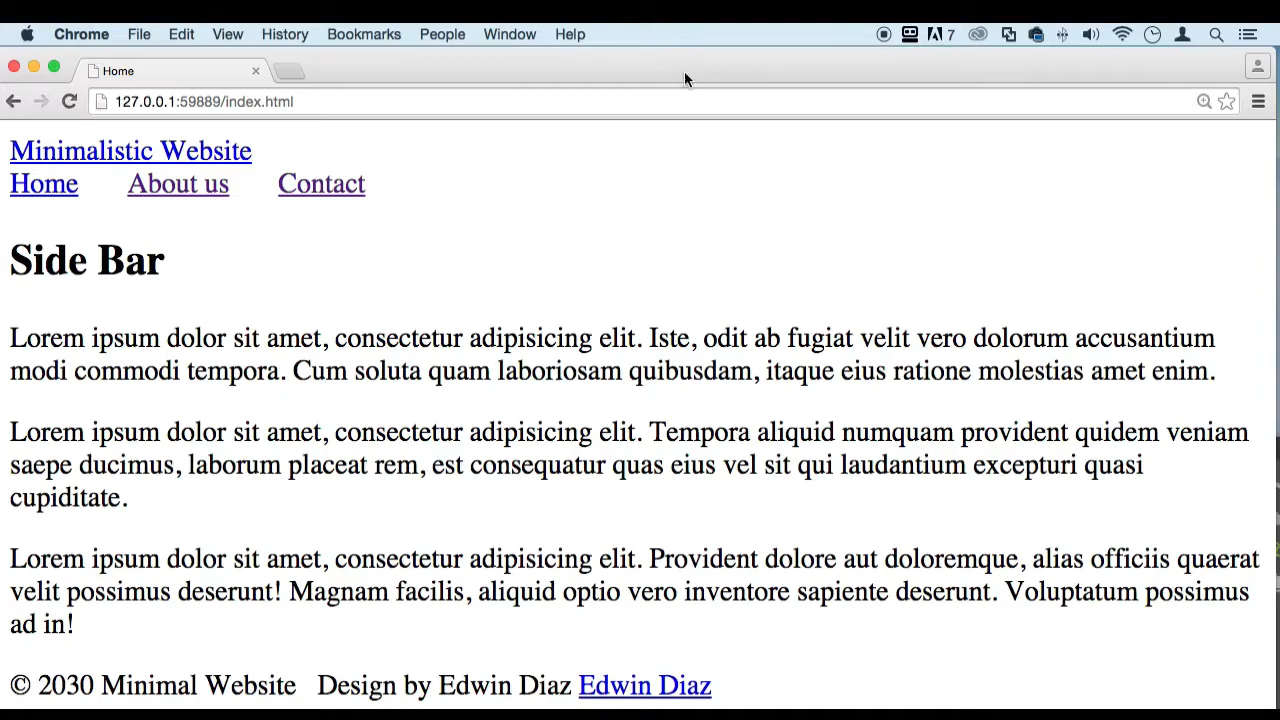 Chrome File Edit View History Bookmarks People Window Help 7
Home
127.0.0.1:59889/index.html
Minimalistic Website
Home About us Contact
Side Bar
Lorem ipsum dolor sit amet, consectetur adipisicing elit. Iste, odit ab fugiat velit vero dolorum accusantium
modi commodi tempora. Cum soluta quam laboriosam quibusdam, itaque eius ratione molestias amet enim.
Lorem ipsum dolor sit amet, consectetur adipisicing elit. Tempora aliquid numquam provident quidem veniam
saepe ducimus, laborum placeat rem, est consequatur quas eius vel sit qui laudantium excepturi quasi
cupiditate.
Lorem ipsum dolor sit amet, consectetur adipisicing elit. Provident dolore aut doloremque, alias officiis quaerat
velit possimus deserunt! Magnam facilis, aliquid optio vero inventore sapiente deserunt. Voluptatum possimus
ad in!
© 2030 Minimal Website Design by Edwin Diaz Edwin Diaz